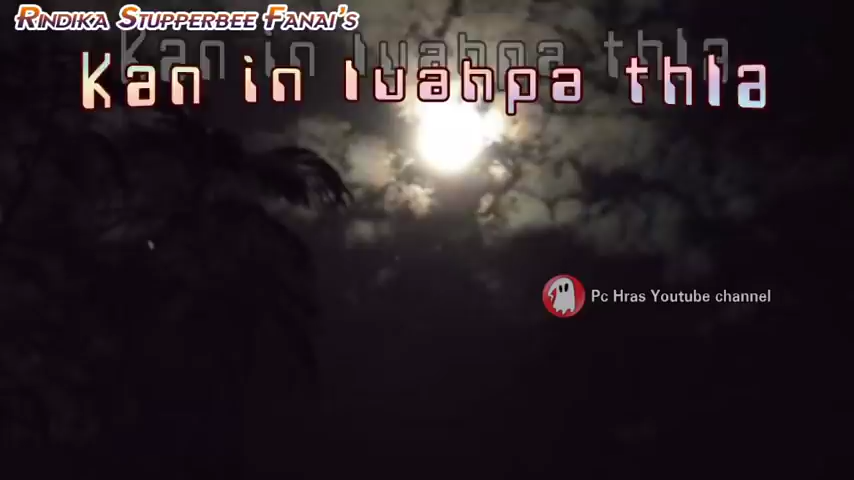 Rindika Stupperbee Fanai's
Kan in luahpa thla
Pc Hras Youtube channel